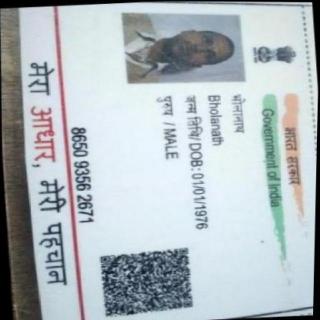 भारत सरकार
Government of India
भोलानाथ
Bholanath
जन्म तिथि/ DOB: 01/01/1976
पुरुष / MALE
8650 9356 2671
मेरा आधार, मेरी पहचान